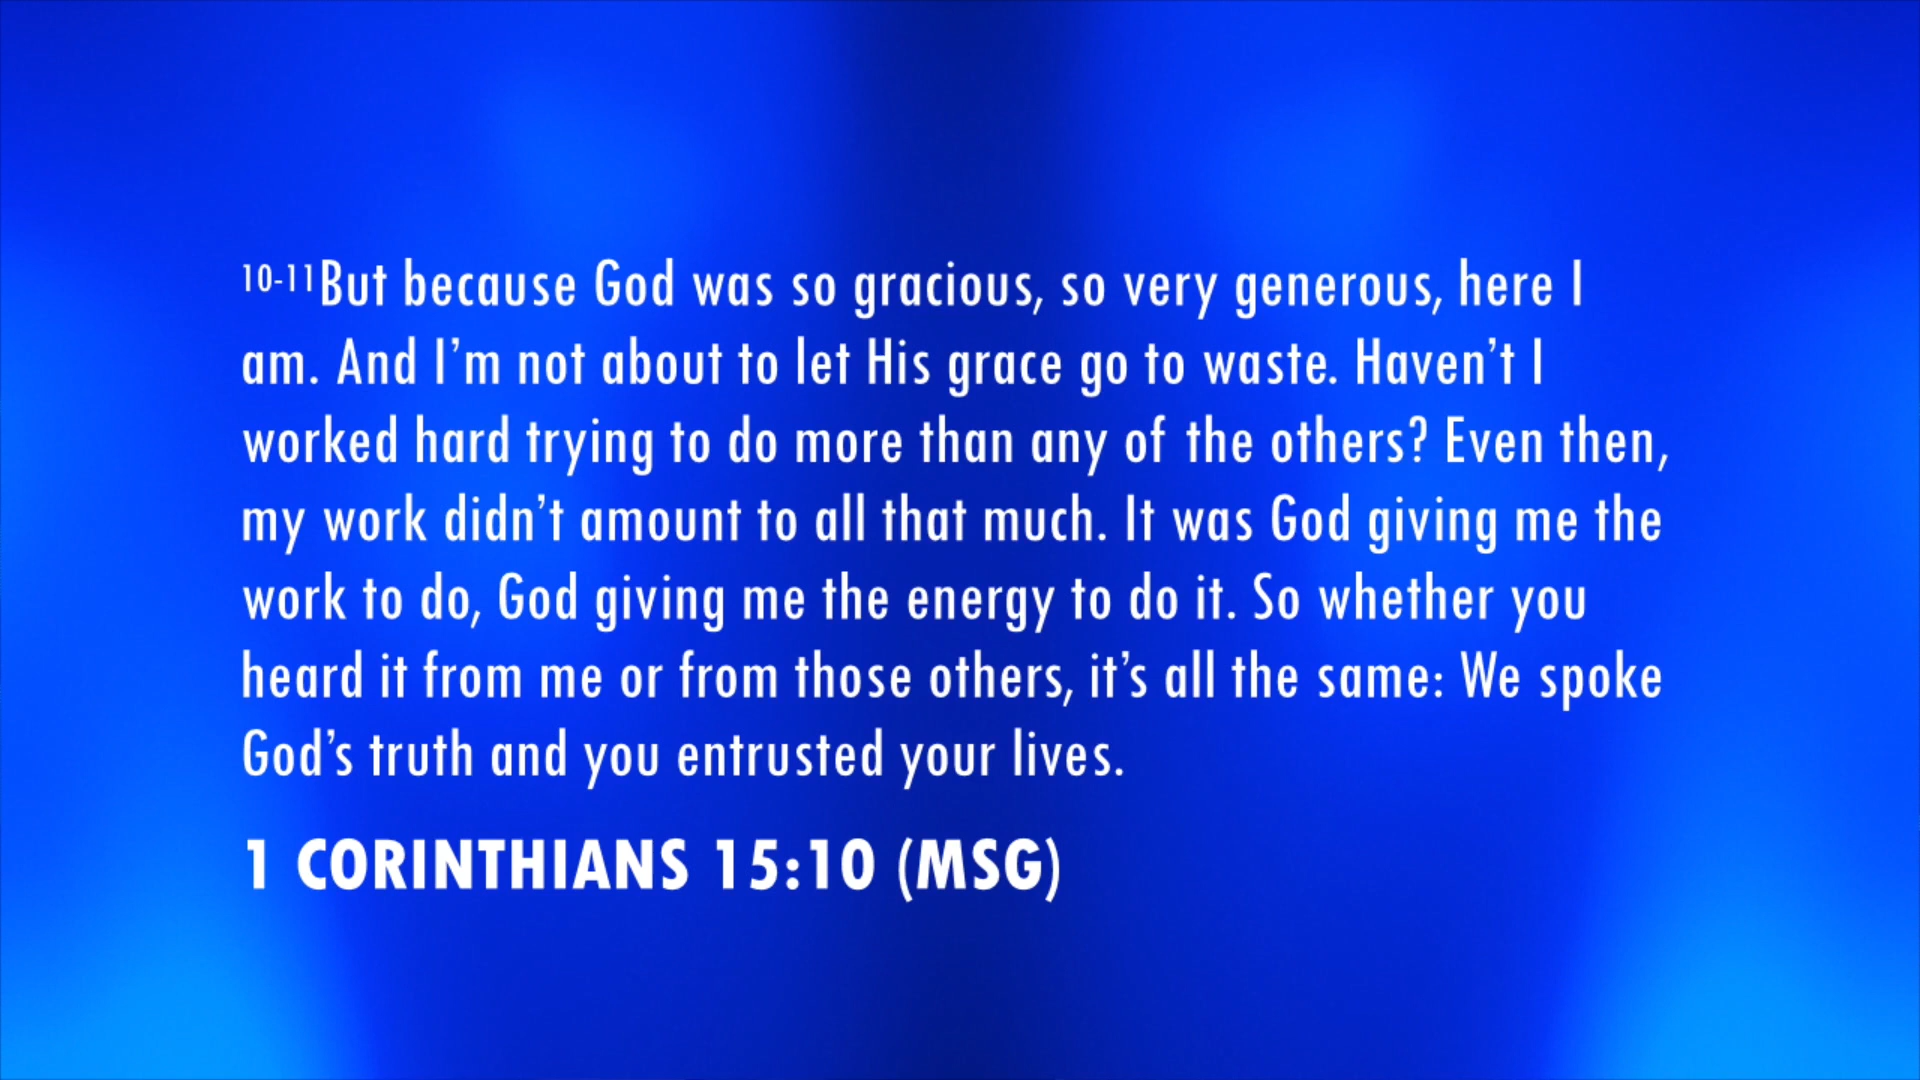 10-11But because God was so gracious, so very generous, here I
am. And I’m not about to let His grace go to waste. Haven’t I
worked hard trying to do more than any of the others? Even then,
my work didn’t amount to all that much. It was God giving me the
work to do, God giving me the energy to do it. So whether you
heard it from me or from those others, it’s all the same: We spoke
God’s truth and you entrusted your lives.
1 CORINTHIANS 15:10 (MSG)